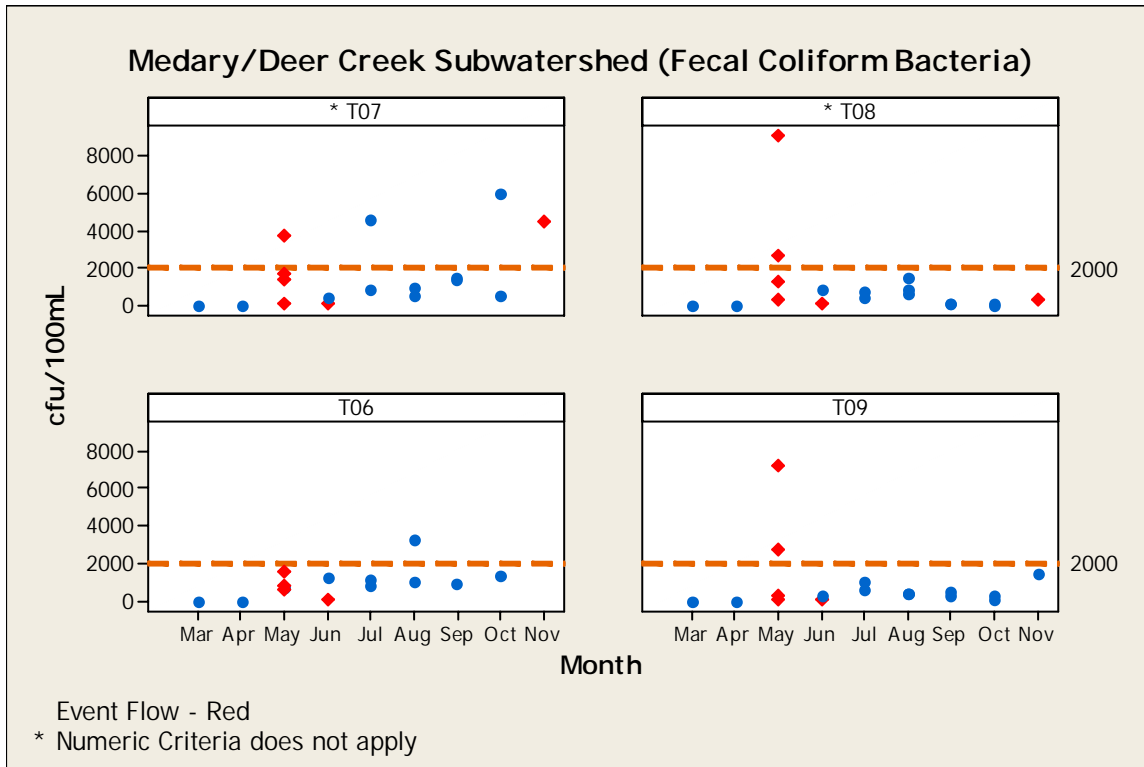 Medary/Deer Creek Subwatershed (Fecal Coliform Bacteria)
* T07
* T08
8000
6000
4000
2000
0
2000
cfu/100mL
T06
T09
8000
6000
4000
2000
0
2000
Mar Apr May Jun Jul Aug Sep Oct Nov
Mar Apr May Jun Jul Aug Sep Oct Nov
Month
Event Flow - Red
* Numeric Criteria does not apply